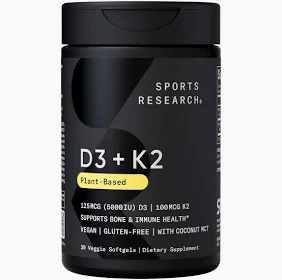 SPORTS
RESEARCH®
D3 + K2
Plant-Based
125MCG (5000IU) D3 | 100MCG K2
SUPPORTS BONE & IMMUNE HEALTH*
VEGAN | GLUTEN-FREE | WITH COCONUT MCT
30 Veggie Softgels | Dietary Supplement